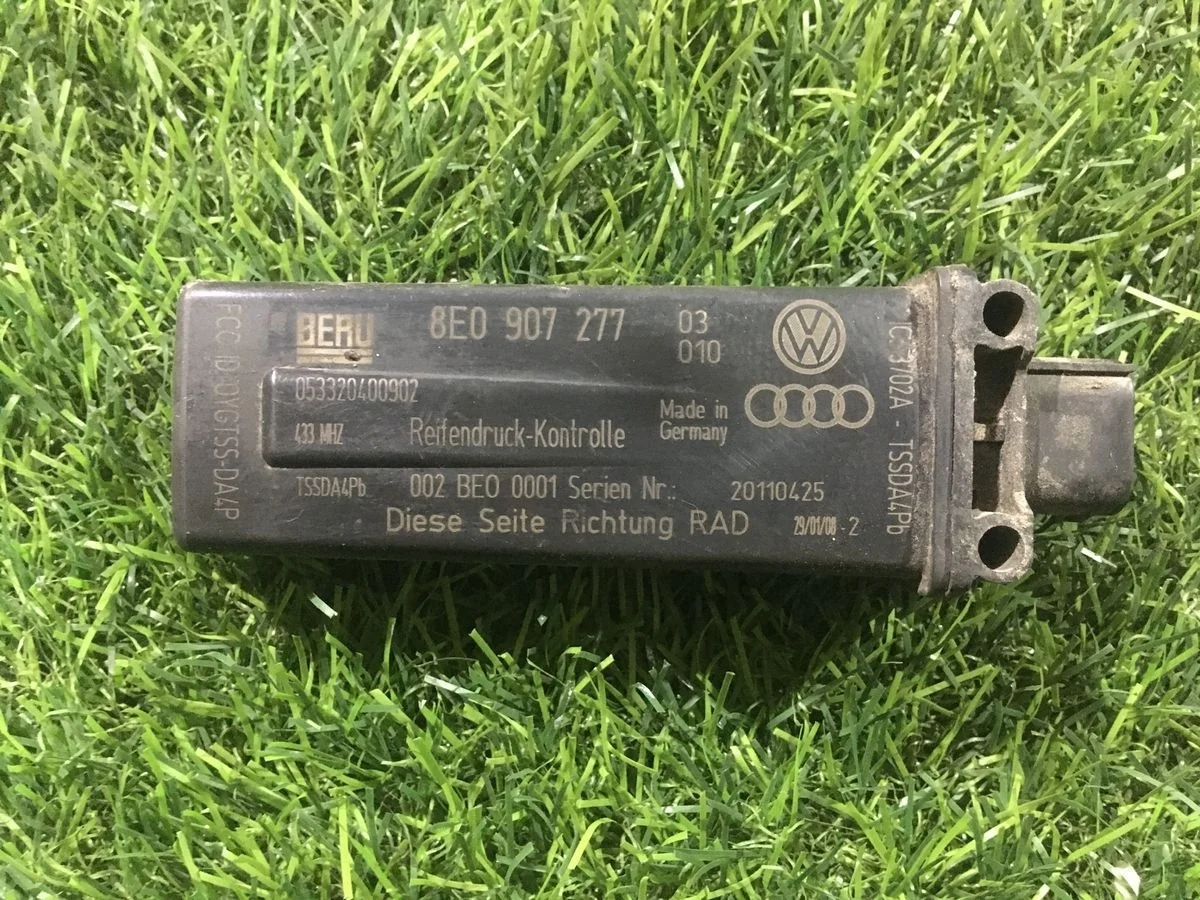 BERU
8E0 907 277
03
010
VW
053320400902
433 MHZ
Reifendruck-Kontrolle
Made in
Germany
TSSDA4Pb
002 BE0 0001 Serien Nr.:
20110425
Diese Seite Richtung RAD
29/01/08 - 2
FCC ID:OYGTSS-DA4P
IC-3702A - TSSDA4Pb